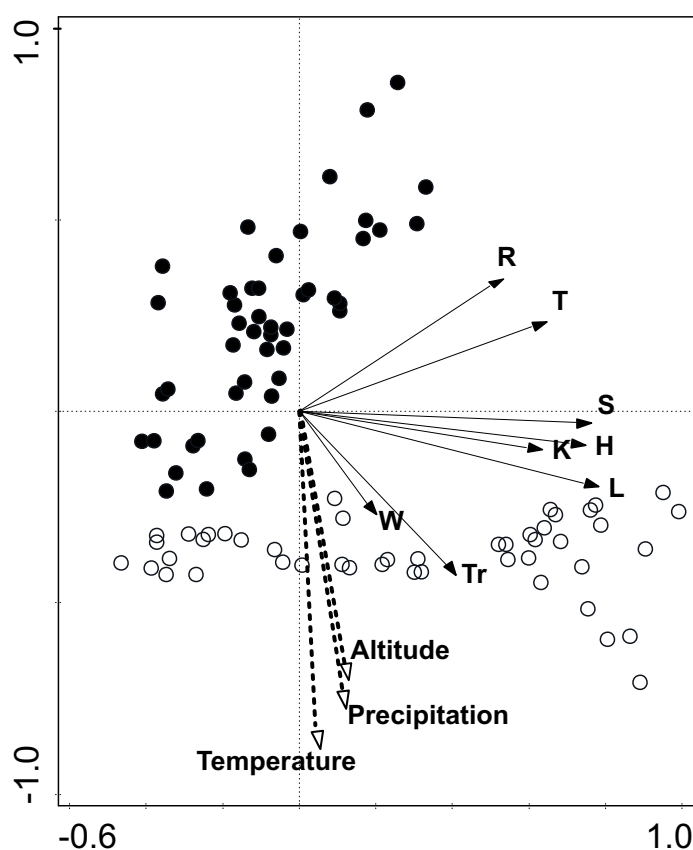 1.0
R
T
S
K H
L
W
Tr
Altitude
Precipitation
Temperature
-1.0
-0.6 1.0